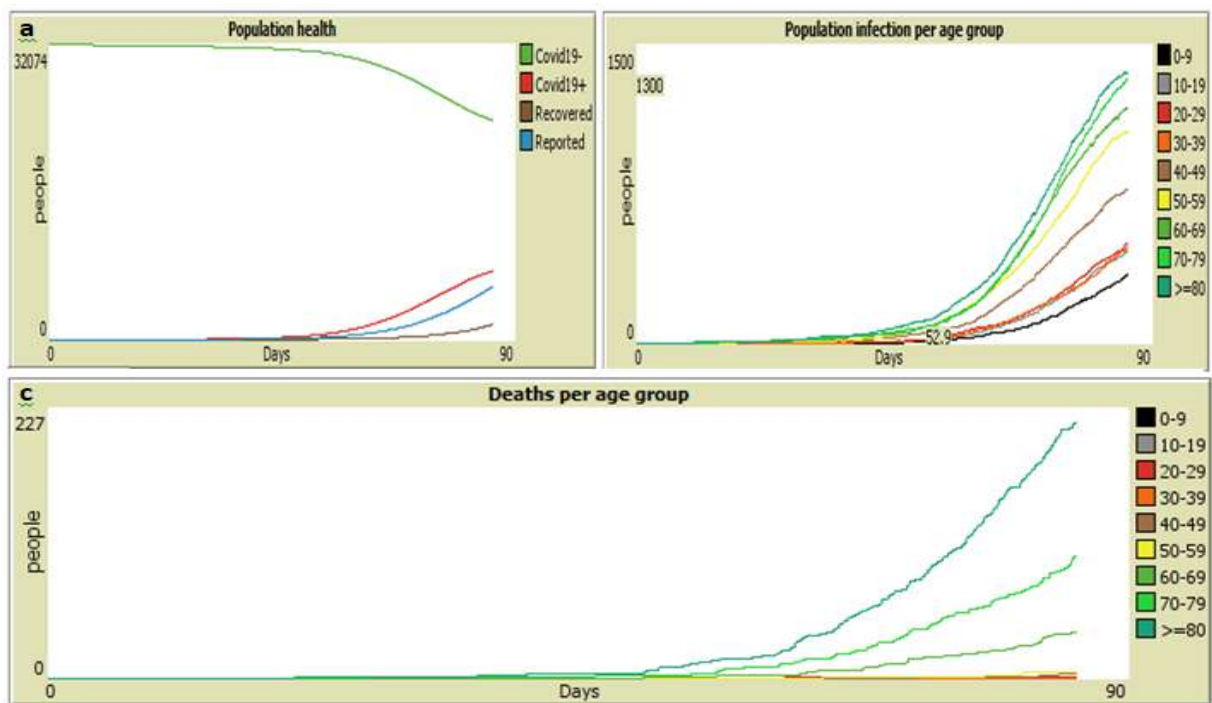 a
Population health
32074
people
0
0
Days
90
Covid19-
Covid19+
Recovered
Reported
Population infection per age group
1500
1300
people
0
52.9
0
Days
90
0-9
10-19
20-29
30-39
40-49
50-59
60-69
70-79
>=80
c
Deaths per age group
227
people
0
0
Days
90
0-9
10-19
20-29
30-39
40-49
50-59
60-69
70-79
>=80